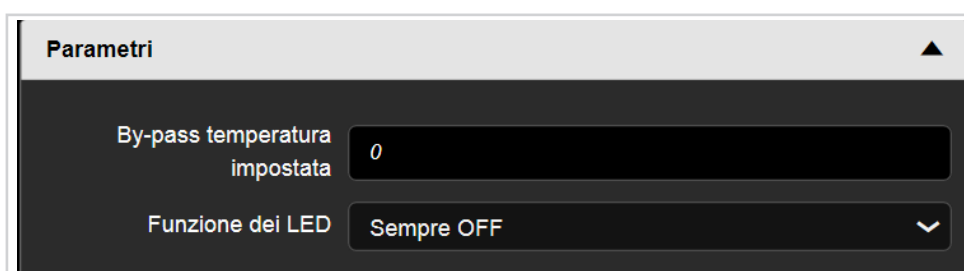 Parametri
By-pass temperatura
impostata
0
Funzione dei LED
Sempre OFF